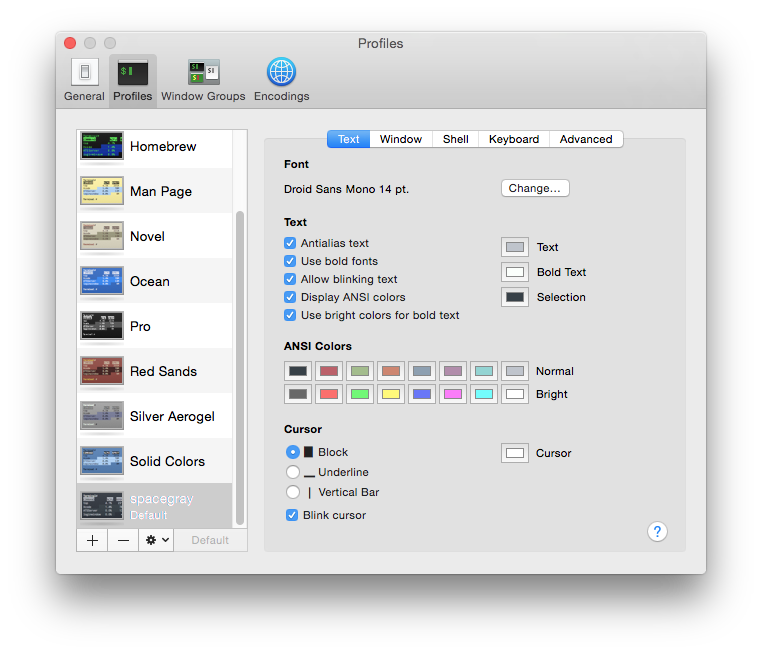 Profiles
General Profiles Window Groups Encodings
Homebrew
Man Page
Novel
Ocean
Pro
Red Sands
Silver Aerogel
Solid Colors
spacegray
Default
Default
Text Window Shell Keyboard Advanced
Font
Droid Sans Mono 14 pt. Change...
Text
Antialias text
Use bold fonts
Allow blinking text
Display ANSI colors
Use bright colors for bold text
Text
Bold Text
Selection
ANSI Colors
Normal
Bright
Cursor
Block
Underline
Vertical Bar
Blink cursor
Cursor
?